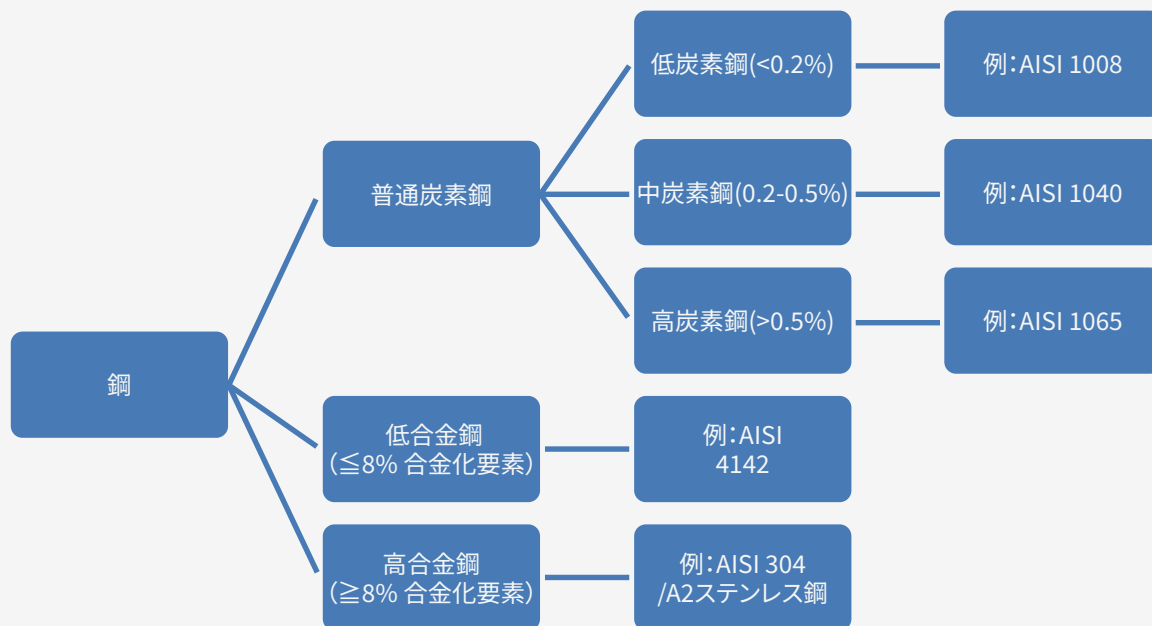 低炭素鋼(<0.2%)
例：AISI 1008
普通炭素鋼
中炭素鋼(0.2-0.5%)
例：AISI 1040
高炭素鋼(>0.5%)
例：AISI 1065
鋼
低合金鋼
（≦8% 合金化要素）
例：AISI
4142
高合金鋼
（≧8% 合金化要素）
例：AISI 304
/A2ステンレス鋼